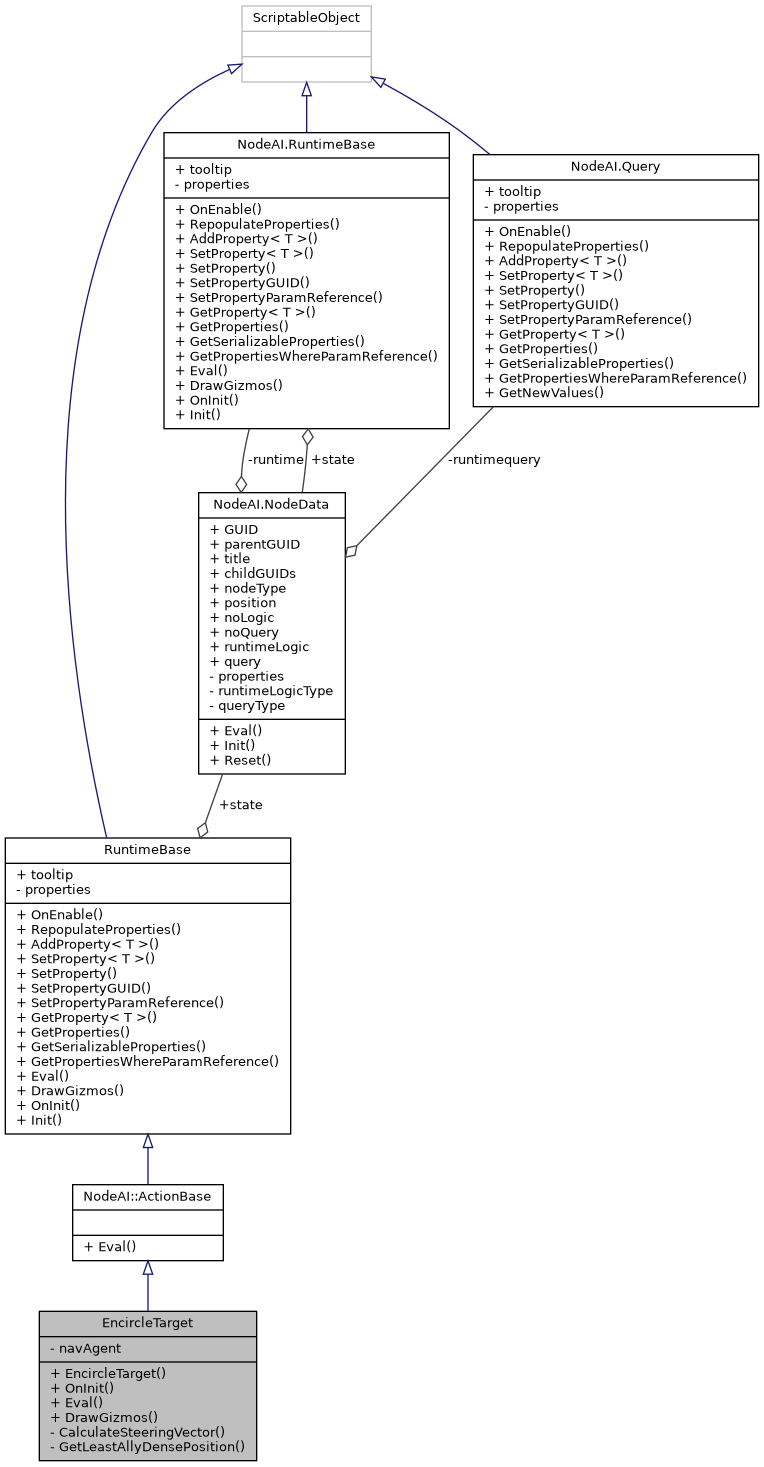 ScriptableObject
NodeAI.RuntimeBase
+ tooltip
- properties
+ OnEnable()
+ RepopulateProperties()
+ AddProperty< T >()
+ SetProperty< T >()
+ SetProperty()
+ SetPropertyGUID()
+ SetPropertyParamReference()
+ GetProperty< T >()
+ GetProperties()
+ GetSerializableProperties()
+ GetPropertiesWhereParamReference()
+ Eval()
+ DrawGizmos()
+ OnInit()
+ Init()
NodeAI.Query
+ tooltip
- properties
+ OnEnable()
+ RepopulateProperties()
+ AddProperty< T >()
+ SetProperty< T >()
+ SetProperty()
+ SetPropertyGUID()
+ SetPropertyParamReference()
+ GetProperty< T >()
+ GetProperties()
+ GetSerializableProperties()
+ GetPropertiesWhereParamReference()
+ GetNewValues()
-runtime
+state
-runtimequery
NodeAI.NodeData
+ GUID
+ parentGUID
+ title
+ childGUIDs
+ nodeType
+ position
+ noLogic
+ noQuery
+ runtimeLogic
+ query
- properties
- runtimeLogicType
- queryType
+ Eval()
+ Init()
+ Reset()
+state
RuntimeBase
+ tooltip
- properties
+ OnEnable()
+ RepopulateProperties()
+ AddProperty< T >()
+ SetProperty< T >()
+ SetProperty()
+ SetPropertyGUID()
+ SetPropertyParamReference()
+ GetProperty< T >()
+ GetProperties()
+ GetSerializableProperties()
+ GetPropertiesWhereParamReference()
+ Eval()
+ DrawGizmos()
+ OnInit()
+ Init()
NodeAI::ActionBase
+ Eval()
EncircleTarget
- navAgent
+ EncircleTarget()
+ OnInit()
+ Eval()
+ DrawGizmos()
- CalculateSteeringVector()
- GetLeastAllyDensePosition()